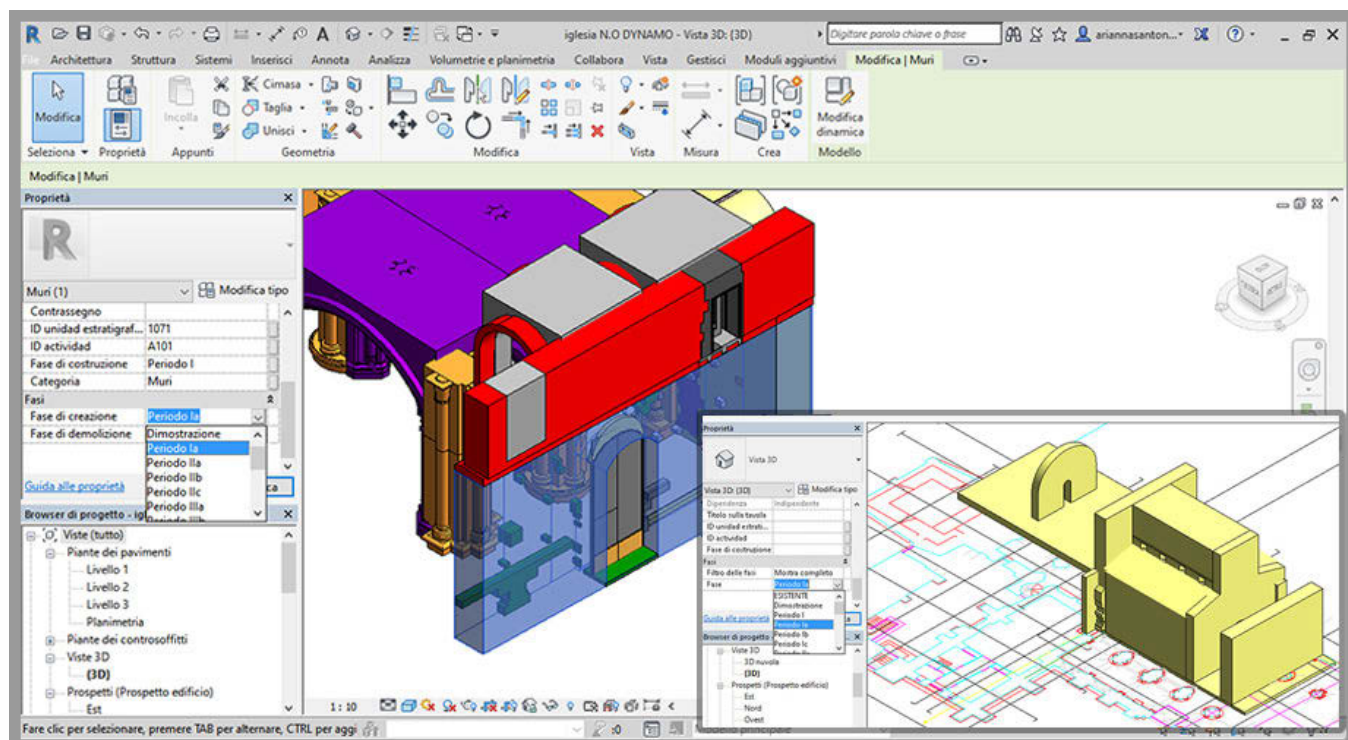 iglesia N.O DYNAMO - Vista 3D: {3D}
Digitare parola chiave o frase
ariannasanton...
File Architettura Struttura Sistemi Inserisci Annota Analizza Volumetrie e planimetria Collabora Vista Gestisci Moduli aggiuntivi Modifica | Muri
Modifica
Incolla
Cimasa
Taglia
Unisci
Modifica
dinamica
Seleziona Proprietà Appunti Geometria Modifica Vista Misura Crea Modello
Modifica | Muri
Proprietà
Muri (1)
Modifica tipo
Contrassegno
ID unidad estratigraf... 1071
ID actividad A101
Fase di costruzione Periodo I
Categoria Muri
Fasi
Fase di creazione Periodo Ia
Fase di demolizione Dimostrazione
Periodo Ia
Periodo IIa
Periodo IIb
Guida alle proprietà
Periodo IIc
ca
Periodo IIIa
Browser di progetto - igl
Periodo IIIb
Viste (tutto)
Piante dei pavimenti
Livello 1
Livello 2
Livello 3
Planimetria
Piante dei controsoffitti
Viste 3D
{3D}
Prospetti (Prospetto edificio)
Est
1 : 10
Fare clic per selezionare, premere TAB per alternare, CTRL per aggi
:0
Modello principale
Proprietà
Vista 3D
Vista 3D: {3D}
Modifica tipo
Dipendenza Indipendente
Titolo sulla tavola
ID unidad estrati...
ID actividad
Fase di costruzione
Fasi
Filtro delle fasi Mostra completo
Fase Periodo Ia
ESISTENTE
Dimostrazione
Periodo I
Guida alle proprietà
Periodo Ia
Periodo Ib
Browser di progetto
Periodo Ic
Viste 3D
3D nuvola
{3D}
Prospetti (Prospetto edificio)
Est
Nord
Ovest